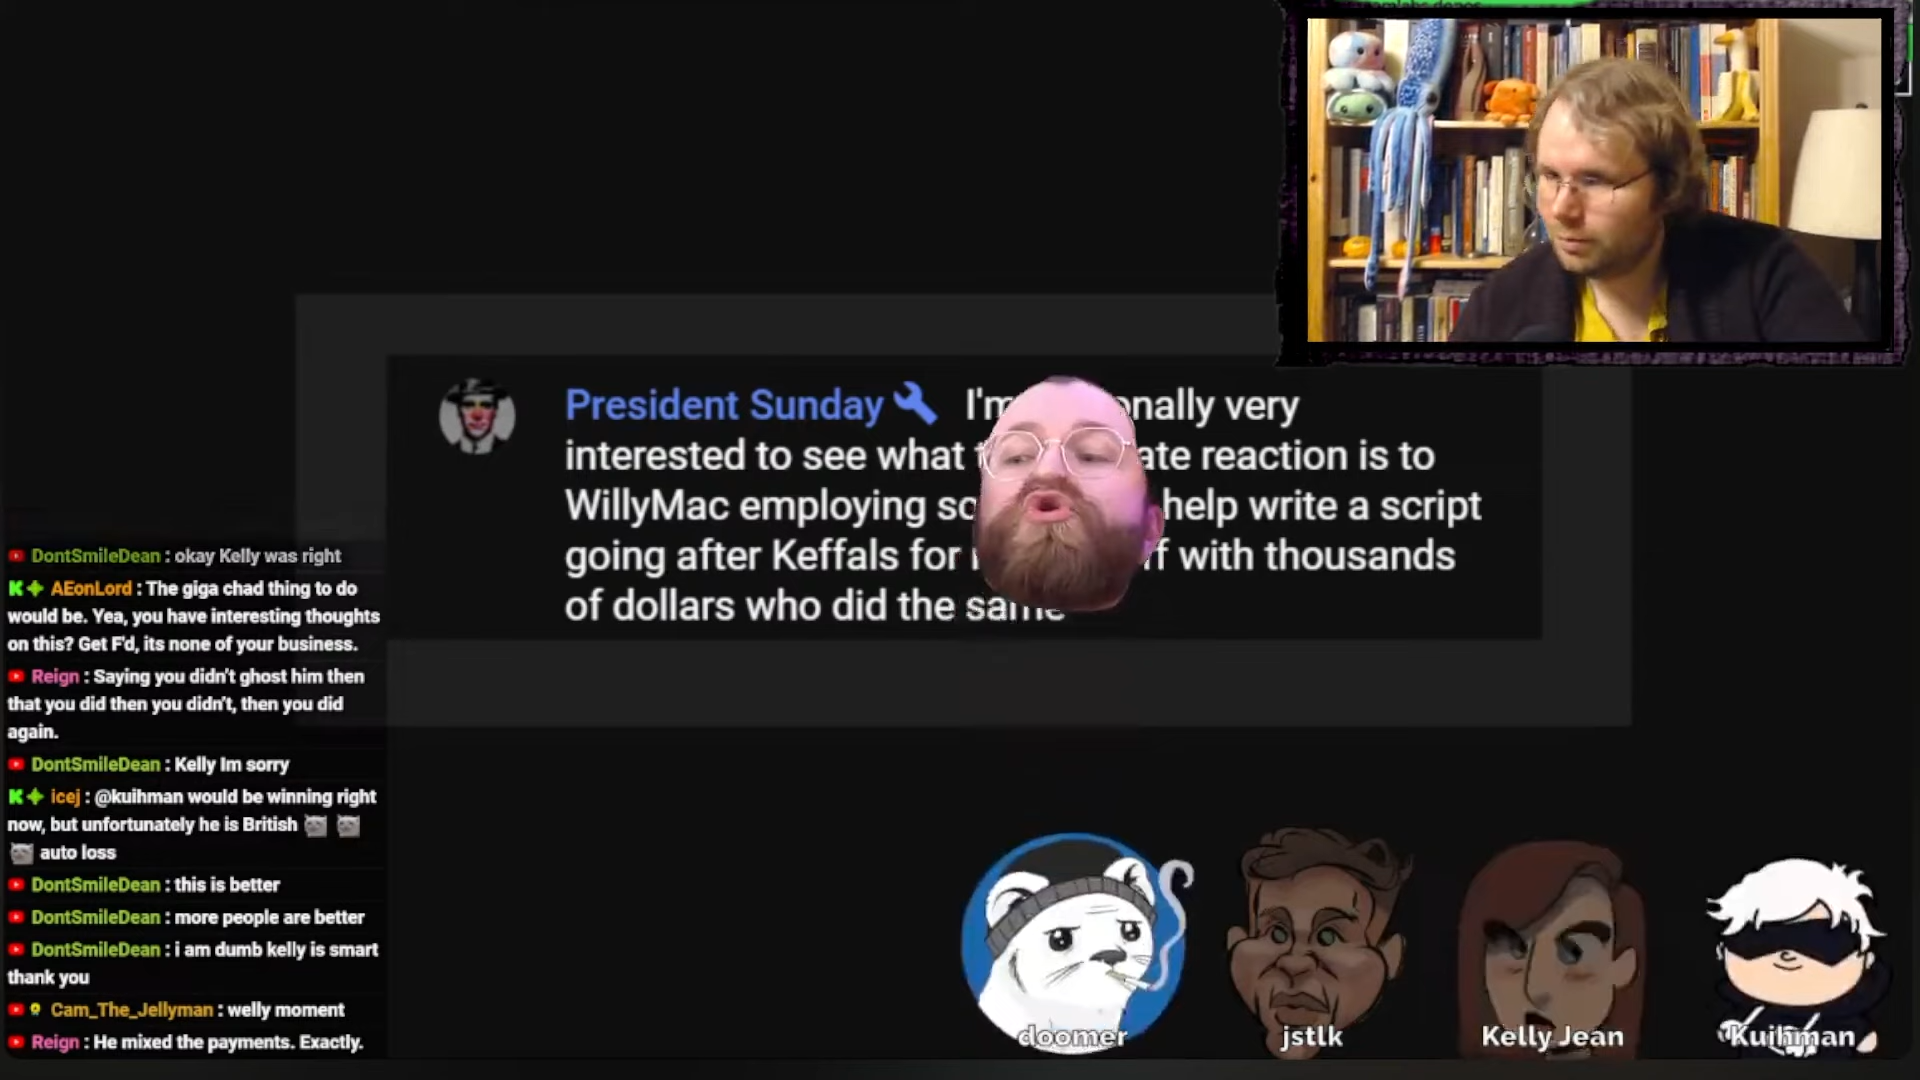 President Sunday I'm onally very
interested to see what ate reaction is to
WillyMac employing help write a script
going after Keffals for with thousands
of dollars who did the same
DontSmileDean : okay Kelly was right
AEonLord : The giga chad thing to do
would be. Yea, you have interesting thoughts
on this? Get F'd, its none of your business.
Reign : Saying you didn't ghost him then
that you did then you didn't, then you did
again.
DontSmileDean : Kelly Im sorry
icej : @kuihman would be winning right
now, but unfortunately he is British
auto loss
DontSmileDean : this is better
DontSmileDean : more people are better
DontSmileDean : i am dumb kelly is smart
thank you
Cam_The_Jellyman : welly moment
Reign : He mixed the payments. Exactly.
doomer
jstlk
Kelly Jean
Kuihman